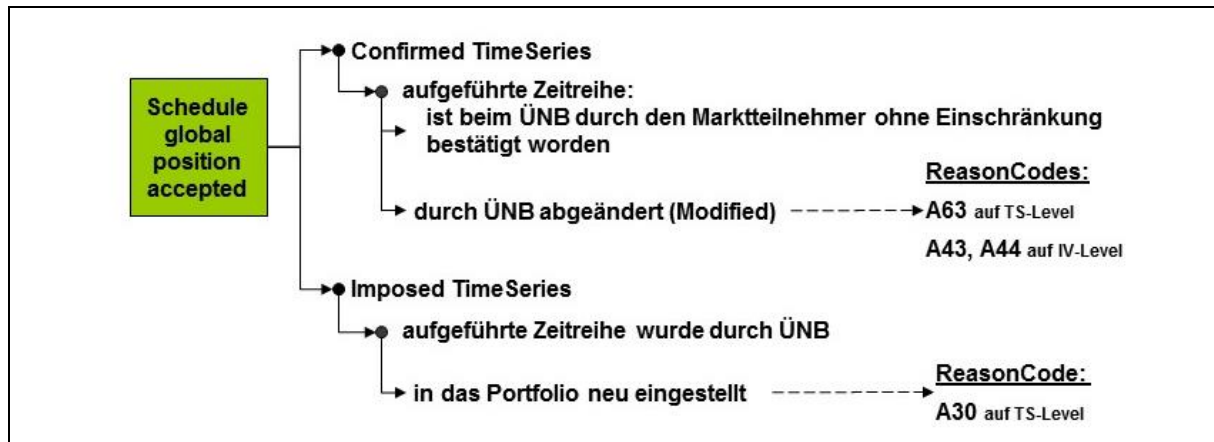 Schedule
global
position
accepted
Confirmed TimeSeries
aufgeführte Zeitreihe:
ist beim ÜNB durch den Marktteilnehmer ohne Einschränkung
bestätigt worden
durch ÜNB abgeändert (Modified)
ReasonCodes:
A63 auf TS-Level
A43, A44 auf IV-Level
Imposed TimeSeries
aufgeführte Zeitreihe wurde durch ÜNB
in das Portfolio neu eingestellt
ReasonCode:
A30 auf TS-Level